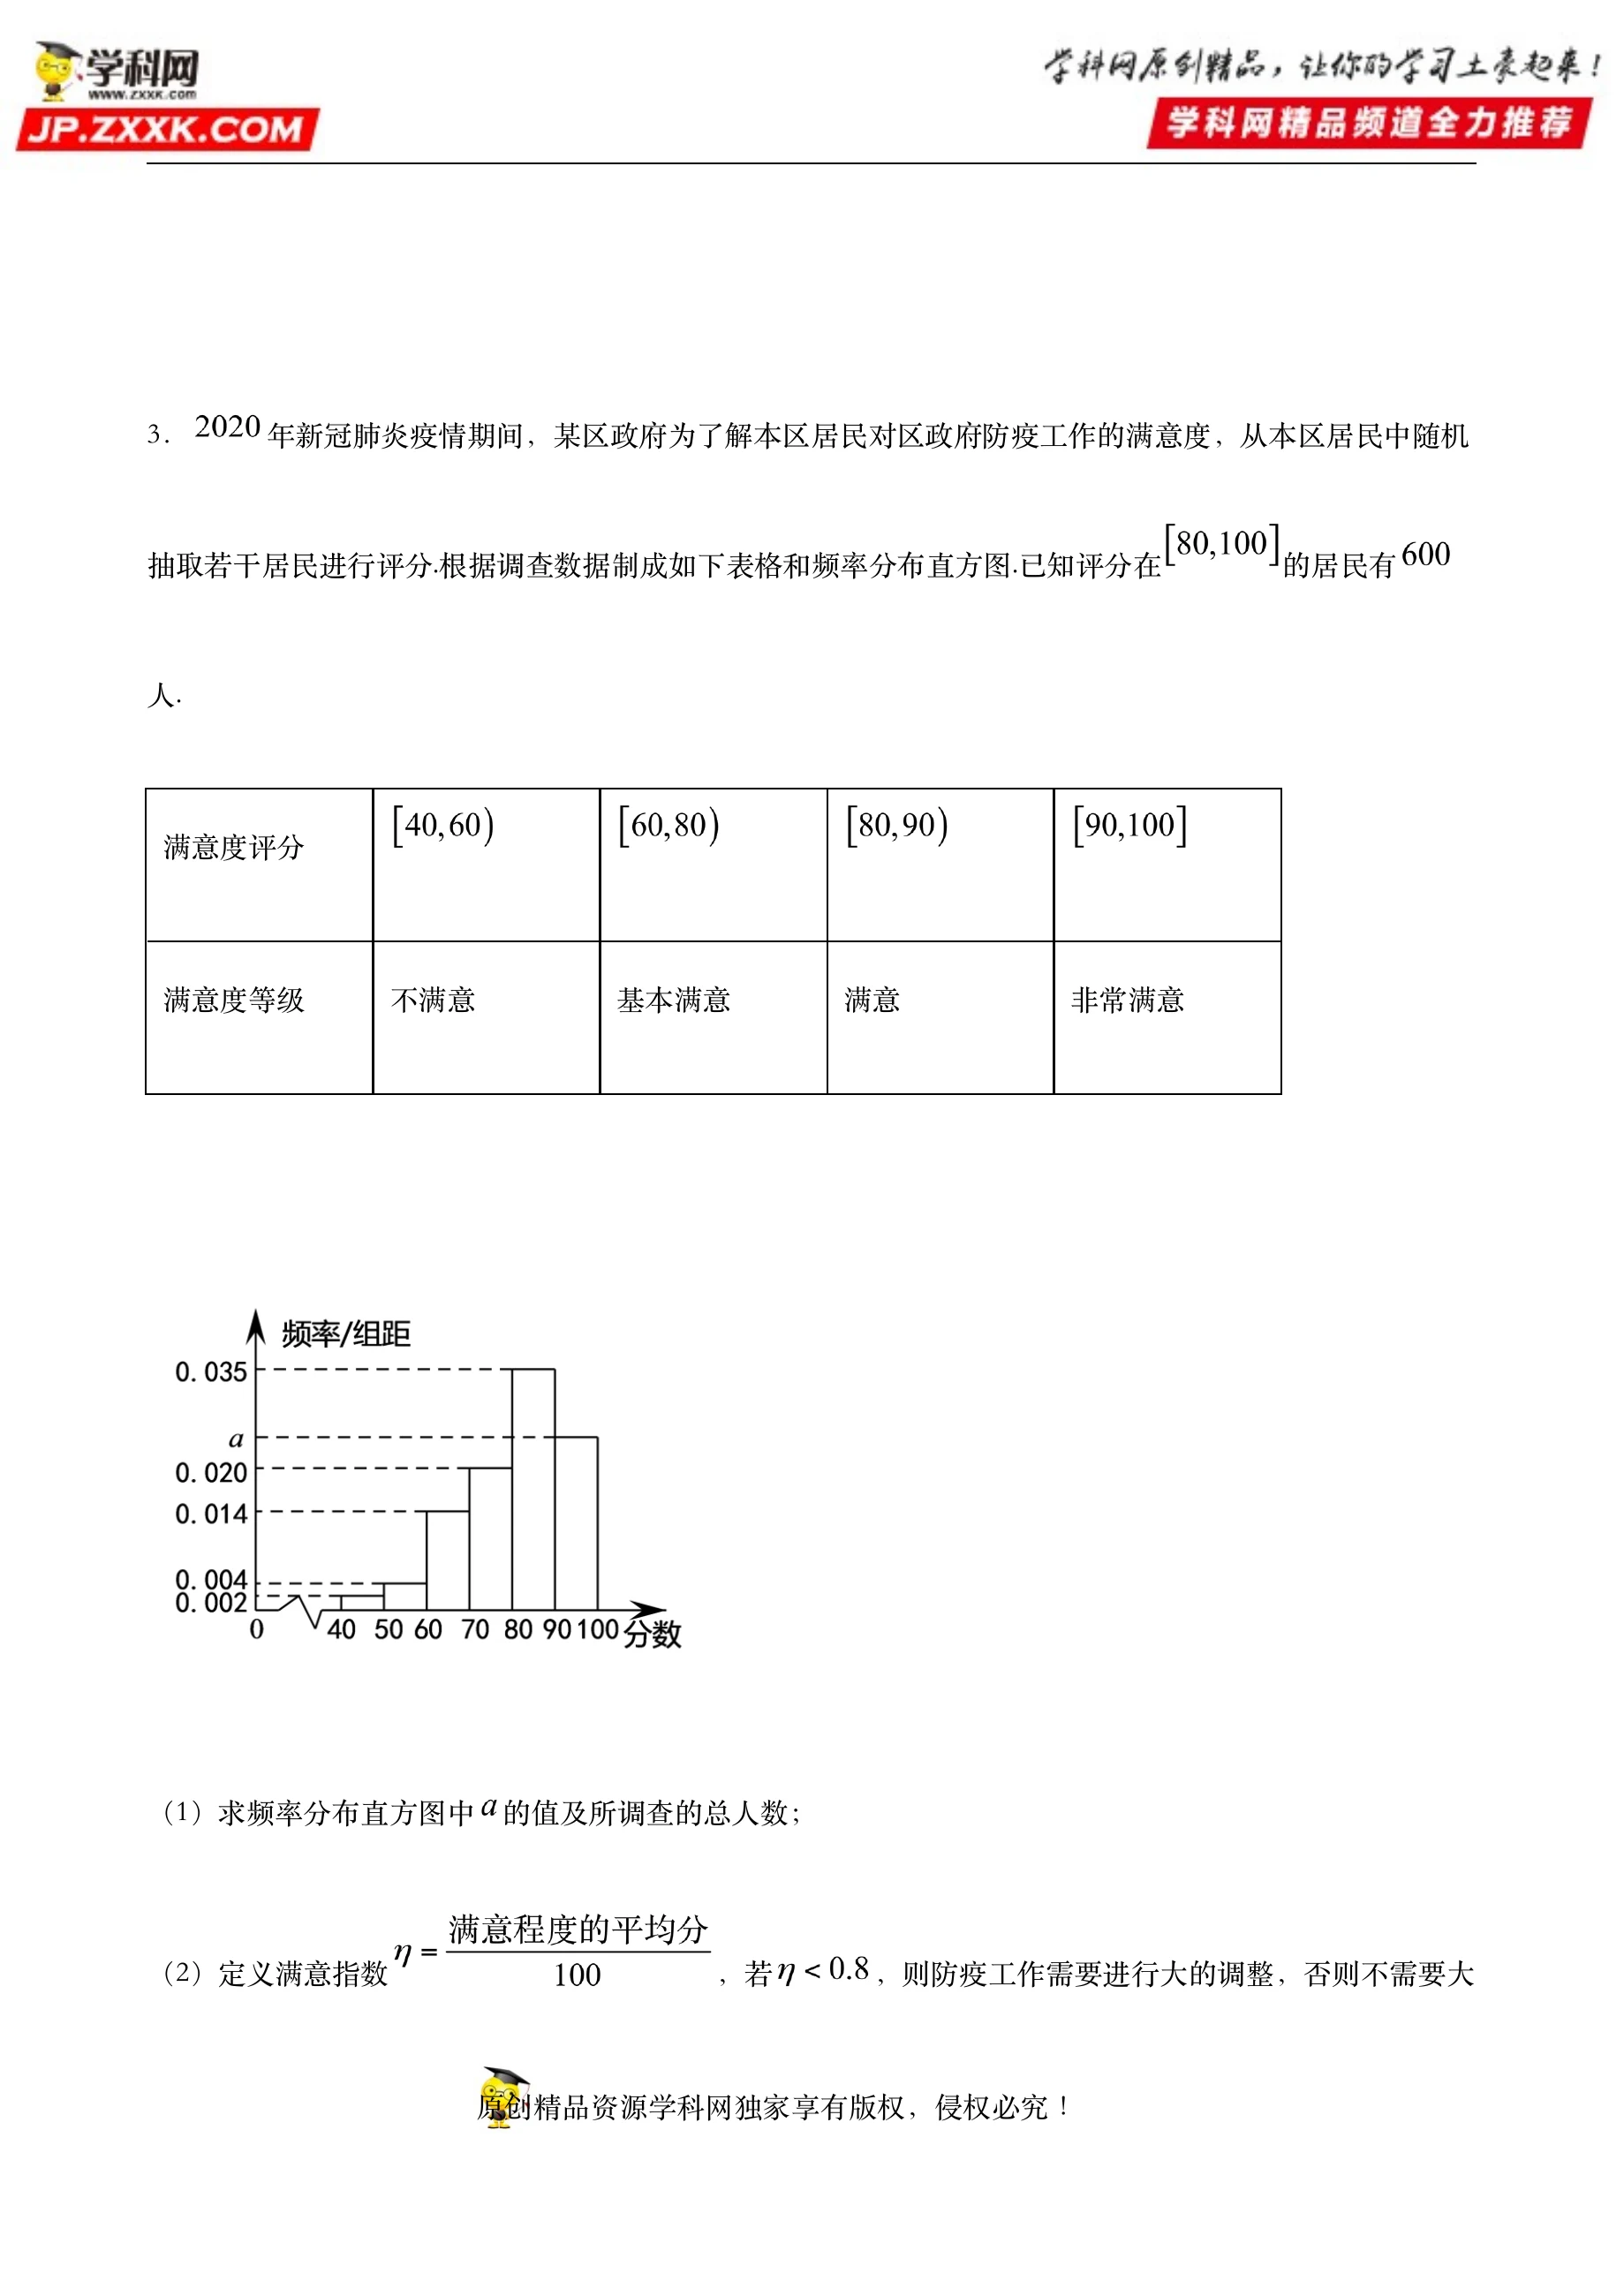 学科网
www.zxxk.com
JP.ZXXK.COM
学科网原创精品，让你的学习土豪起来！
学科网精品频道全力推荐
3． 2020年新冠肺炎疫情期间，某区政府为了解本区居民对区政府防疫工作的满意度，从本区居民中随机
抽取若干居民进行评分.根据调查数据制成如下表格和频率分布直方图.已知评分在[80,100]的居民有600
人.
满意度评分 [40,60) [60,80) [80,90) [90,100]
满意度等级 不满意 基本满意 满意 非常满意
频率/组距
0.035
a
0.020
0.014
0.004
0.002
0 40 50 60 70 80 90 100 分数
（1）求频率分布直方图中a的值及所调查的总人数；
（2）定义满意指数η=满意程度的平均分/100，若η<0.8，则防疫工作需要进行大的调整，否则不需要大
原创精品资源学科网独家享有版权，侵权必究！